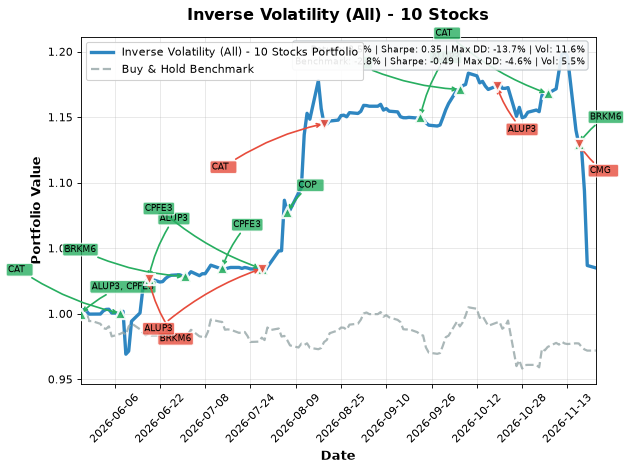 Inverse Volatility (All) - 10 Stocks
CAT
Inverse Volatility (All) - 10 Stocks Portfolio
Buy & Hold Benchmark
% | Sharpe: 0.35 | Max DD: -13.7% | Vol: 11.6%
.8% | Sharpe: -0.49 | Max DD: -4.6% | Vol: 5.5%
1.20
1.15
1.10
1.05
1.00
0.95
Portfolio Value
BRKM6
ALUP3
CAT
CMG
COP
CPFE3
ALUP3
CPFE3
BRKM6
CAT
ALUP3, CPFE3
ALUP3
BRKM6
2026-06-06
2026-06-22
2026-07-08
2026-07-24
2026-08-09
2026-08-25
2026-09-10
2026-09-26
2026-10-12
2026-10-28
2026-11-13
Date